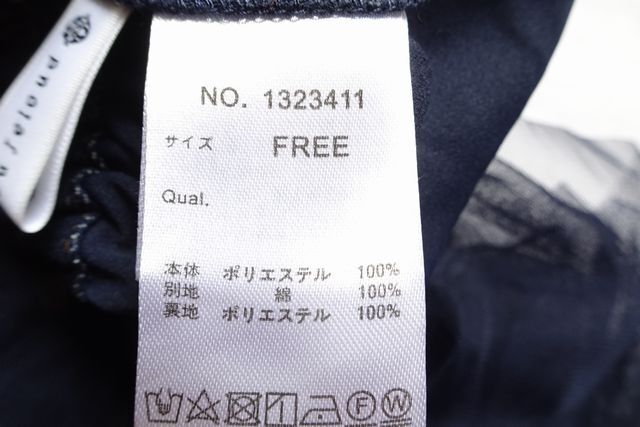 NO. 1323411
サイズ FREE
Qual.
本体 ポリエステル 100%
別地 綿 100%
裏地 ポリエステル 100%